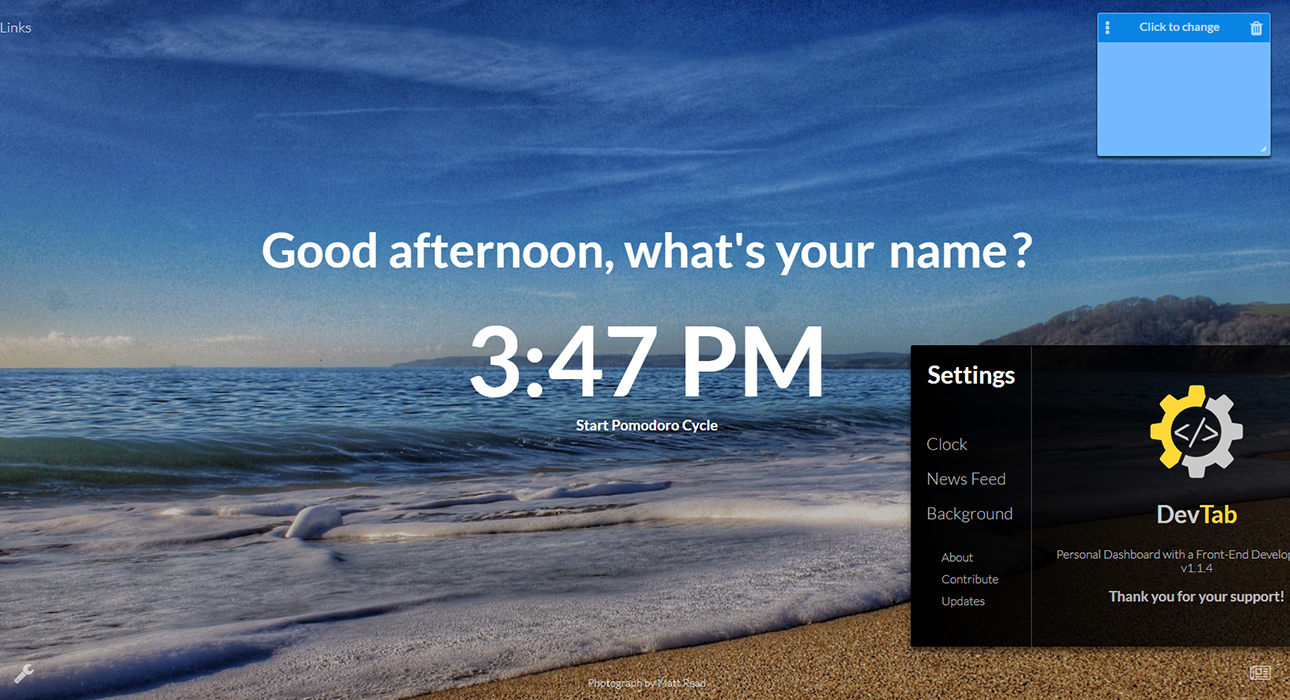 Links
Click to change
Good afternoon, what's your name?
3:47 PM
Start Pomodoro Cycle
Settings
Clock
News Feed
Background
About
Contribute
Updates
</>
DevTab
Personal Dashboard with a Front-End
v1.1.4
Thank you for your support!
Photograph by Matt Read